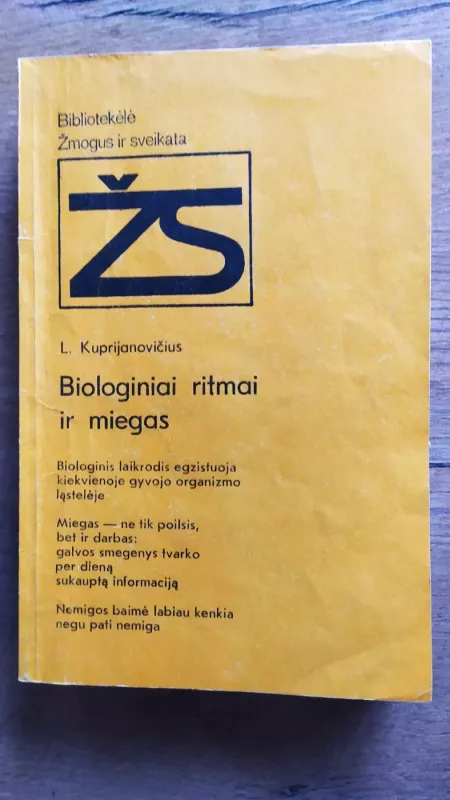 Bibliotekėlė
Žmogus ir sveikata
ŽS
L. Kuprijanovičius
Biologiniai ritmai
ir miegas
Biologinis laikrodis egzistuoja
kiekvienoje gyvojo organizmo
ląstelėje
Miegas — ne tik poilsis,
bet ir darbas:
galvos smegenys tvarko
per dieną
sukauptą informaciją
Nemigos baimė labiau kenkia
negu pati nemiga